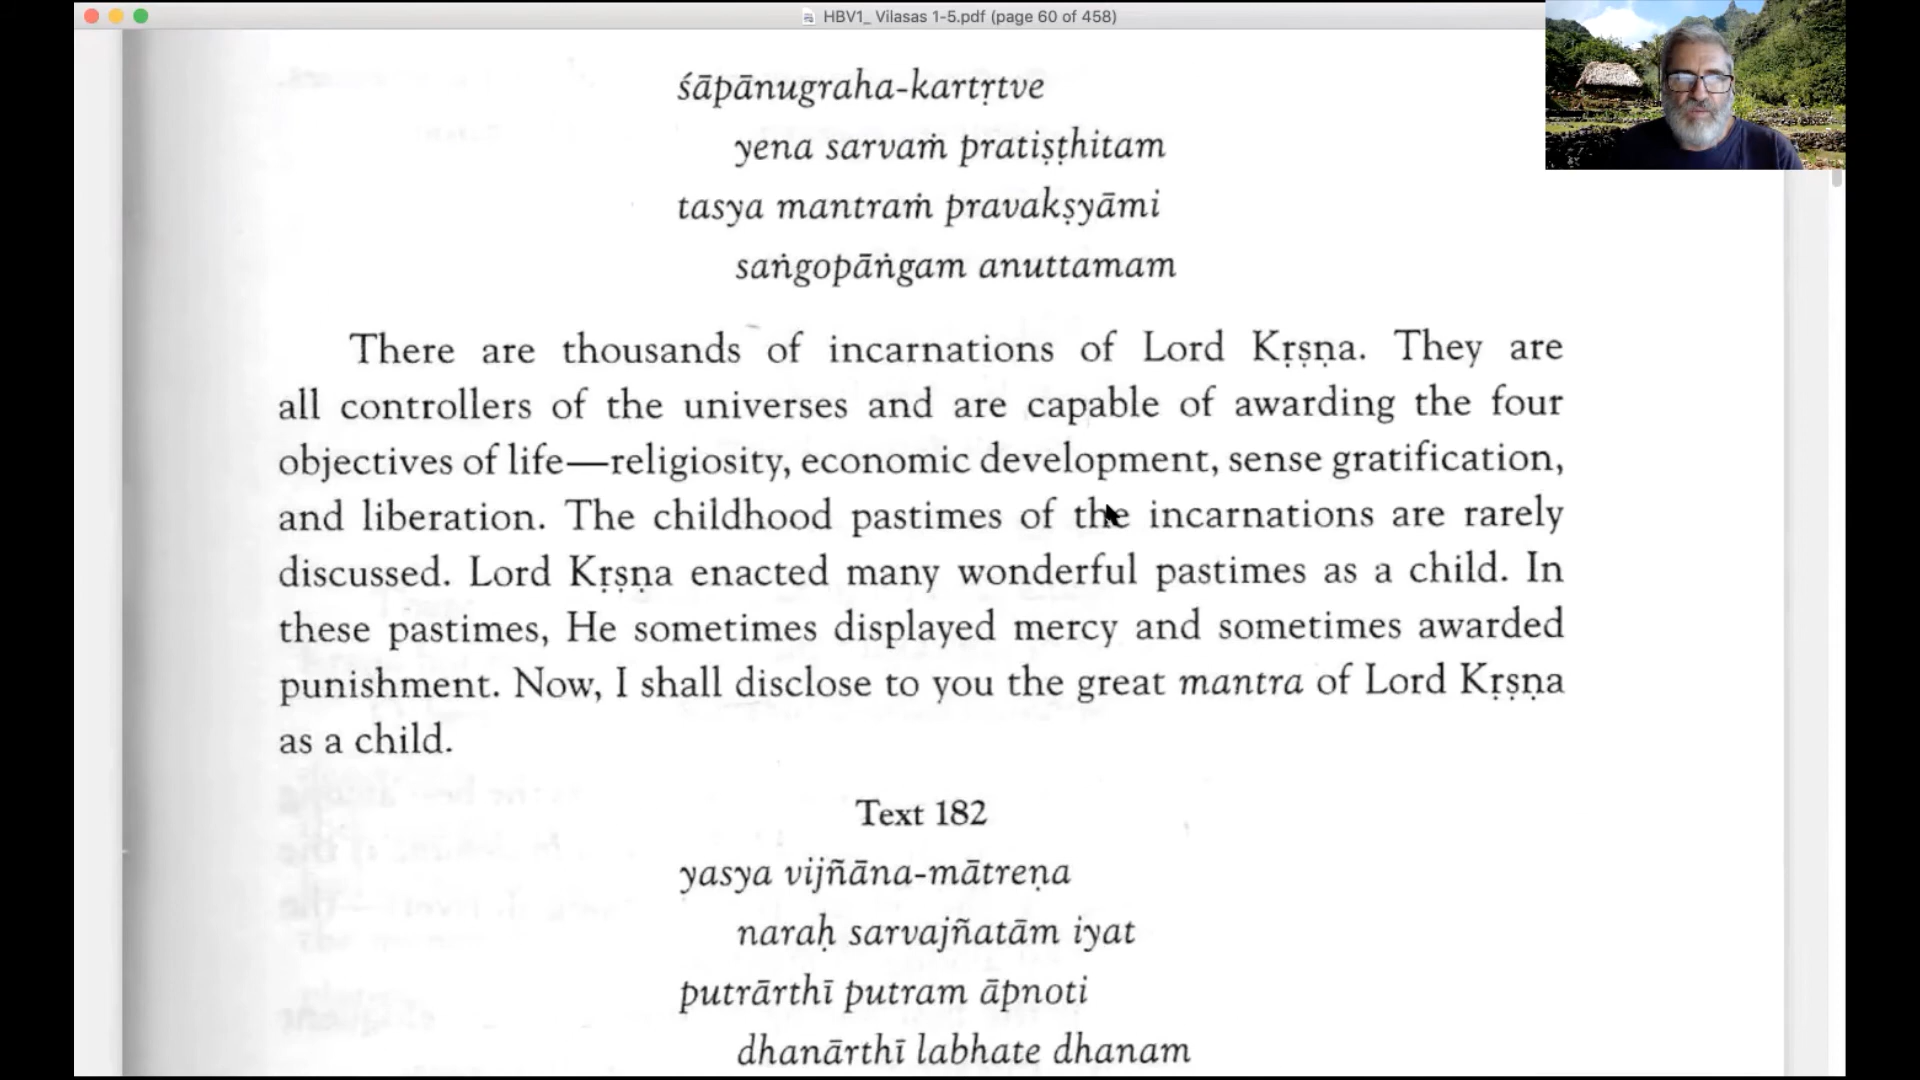 HBV1_ Vilasas 1-5.pdf (page 60 of 458)
śāpānugraha-kartṛtve
yena sarvaṁ pratiṣṭhitam
tasya mantraṁ pravakṣyāmi
saṅgopāṅgam anuttamam
There are thousands of incarnations of Lord Kṛṣṇa. They are
all controllers of the universes and are capable of awarding the four
objectives of life—religiosity, economic development, sense gratification,
and liberation. The childhood pastimes of the incarnations are rarely
discussed. Lord Kṛṣṇa enacted many wonderful pastimes as a child. In
these pastimes, He sometimes displayed mercy and sometimes awarded
punishment. Now, I shall disclose to you the great mantra of Lord Kṛṣṇa
as a child.
Text 182
yasya vijñāna-mātreṇa
naraḥ sarvajñatām iyat
putrārthī putram āpnoti
dhanārthī labhate dhanam